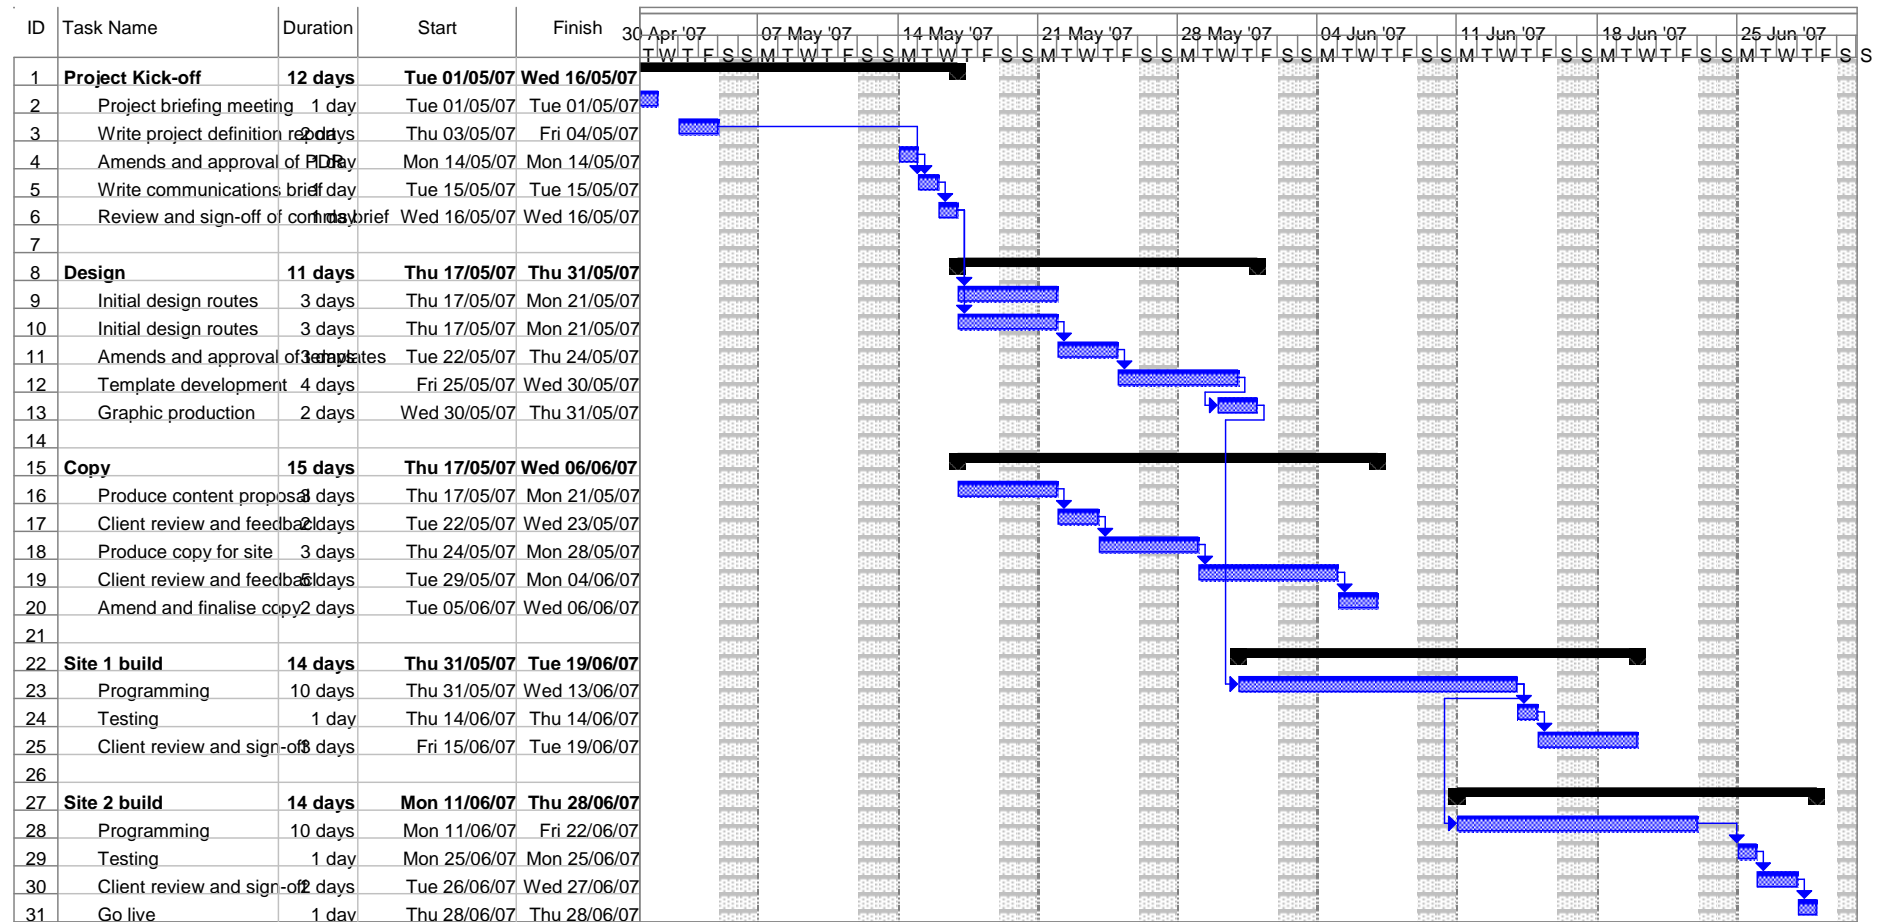 ID Task Name Duration Start Finish 30 Apr '07 07 May '07 14 May '07 21 May '07 28 May '07 04 Jun '07 11 Jun '07 18 Jun '07 25 Jun '07
T W T F S S M T W T F S S M T W T F S S M T W T F S S M T W T F S S M T W T F S S M T W T F S S M T W T F S S M T W T F S S
1 Project Kick-off 12 days Tue 01/05/07 Wed 16/05/07
2 Project briefing meeting 1 day Tue 01/05/07 Tue 01/05/07
3 Write project definition report 2 days Thu 03/05/07 Fri 04/05/07
4 Amends and approval of PDR 1 day Mon 14/05/07 Mon 14/05/07
5 Write communications brief 1 day Tue 15/05/07 Tue 15/05/07
6 Review and sign-off of comms brief 1 day Wed 16/05/07 Wed 16/05/07
7
8 Design 11 days Thu 17/05/07 Thu 31/05/07
9 Initial design routes 3 days Thu 17/05/07 Mon 21/05/07
10 Initial design routes 3 days Thu 17/05/07 Mon 21/05/07
11 Amends and approval of templates 3 days Tue 22/05/07 Thu 24/05/07
12 Template development 4 days Fri 25/05/07 Wed 30/05/07
13 Graphic production 2 days Wed 30/05/07 Thu 31/05/07
14
15 Copy 15 days Thu 17/05/07 Wed 06/06/07
16 Produce content proposal 3 days Thu 17/05/07 Mon 21/05/07
17 Client review and feedback 2 days Tue 22/05/07 Wed 23/05/07
18 Produce copy for site 3 days Thu 24/05/07 Mon 28/05/07
19 Client review and feedback 5 days Tue 29/05/07 Mon 04/06/07
20 Amend and finalise copy 2 days Tue 05/06/07 Wed 06/06/07
21
22 Site 1 build 14 days Thu 31/05/07 Tue 19/06/07
23 Programming 10 days Thu 31/05/07 Wed 13/06/07
24 Testing 1 day Thu 14/06/07 Thu 14/06/07
25 Client review and sign-off 3 days Fri 15/06/07 Tue 19/06/07
26
27 Site 2 build 14 days Mon 11/06/07 Thu 28/06/07
28 Programming 10 days Mon 11/06/07 Fri 22/06/07
29 Testing 1 day Mon 25/06/07 Mon 25/06/07
30 Client review and sign-off 2 days Tue 26/06/07 Wed 27/06/07
31 Go live 1 day Thu 28/06/07 Thu 28/06/07